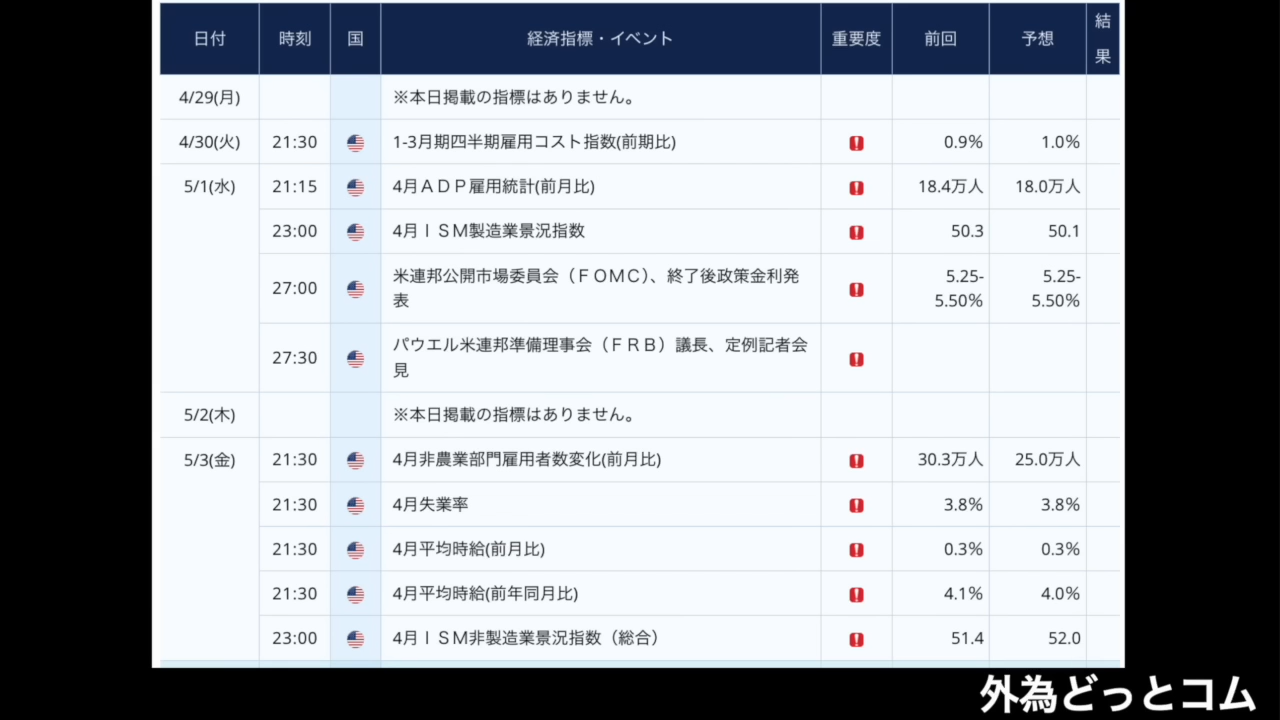 日付 時刻 国 経済指標・イベント 重要度 前回 予想 結果
4/29(月) ※本日掲載の指標はありません。
4/30(火) 21:30 1-3月期四半期雇用コスト指数(前期比) 0.9% 1.0%
5/1(水) 21:15 4月ＡＤＰ雇用統計(前月比) 18.4万人 18.0万人
23:00 4月ＩＳＭ製造業景況指数 50.3 50.1
27:00 米連邦公開市場委員会（ＦＯＭＣ）、終了後政策金利発 5.25- 5.25-
表 5.50% 5.50%
27:30 パウエル米連邦準備理事会（ＦＲＢ）議長、定例記者会
見
5/2(木) ※本日掲載の指標はありません。
5/3(金) 21:30 4月非農業部門雇用者数変化(前月比) 30.3万人 25.0万人
21:30 4月失業率 3.8% 3.8%
21:30 4月平均時給(前月比) 0.3% 0.3%
21:30 4月平均時給(前年同月比) 4.1% 4.0%
23:00 4月ＩＳＭ非製造業景況指数（総合） 51.4 52.0
外為どっとコム